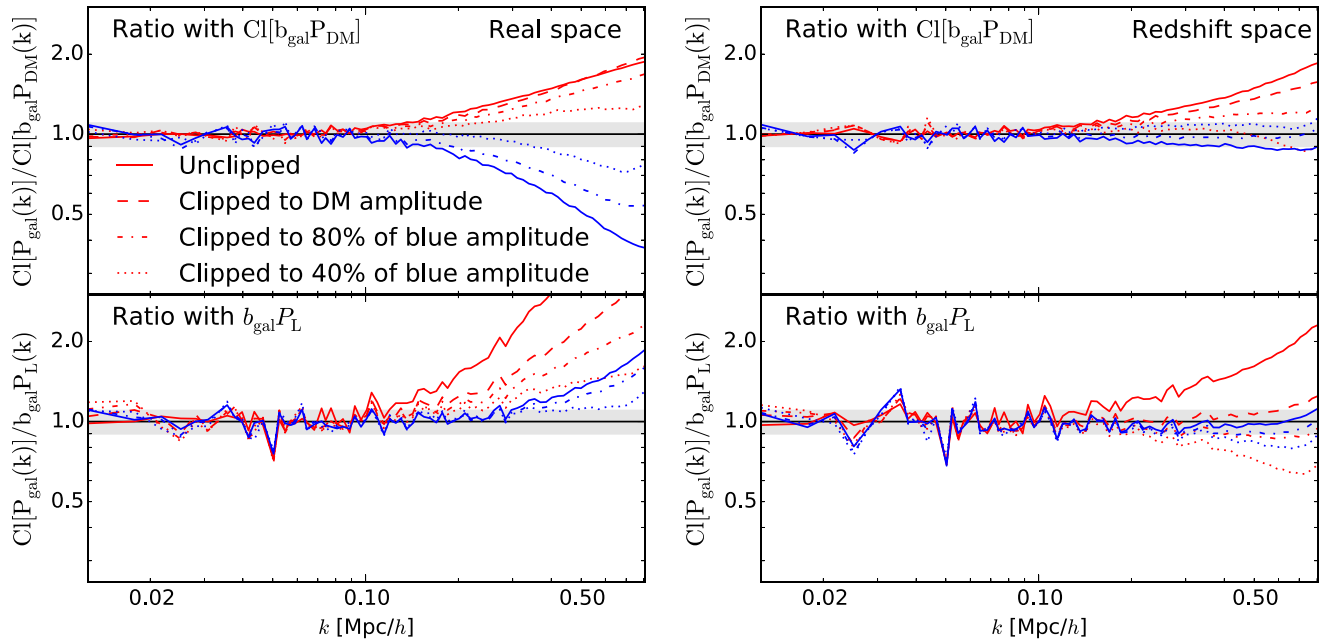 Ratio with Cl[b_gal P_DM] Real space
Cl[P_gal(k)]/Cl[b_gal P_DM(k)]
2.0
1.0
0.5
Unclipped
Clipped to DM amplitude
Clipped to 80% of blue amplitude
Clipped to 40% of blue amplitude
Ratio with b_gal P_L
Cl[P_gal(k)]/b_gal P_L(k)
2.0
1.0
0.5
0.02 0.10 0.50
k [Mpc/h]
Ratio with Cl[b_gal P_DM] Redshift space
Cl[P_gal(k)]/Cl[b_gal P_DM(k)]
2.0
1.0
0.5
Ratio with b_gal P_L
Cl[P_gal(k)]/b_gal P_L(k)
2.0
1.0
0.5
0.02 0.10 0.50
k [Mpc/h]